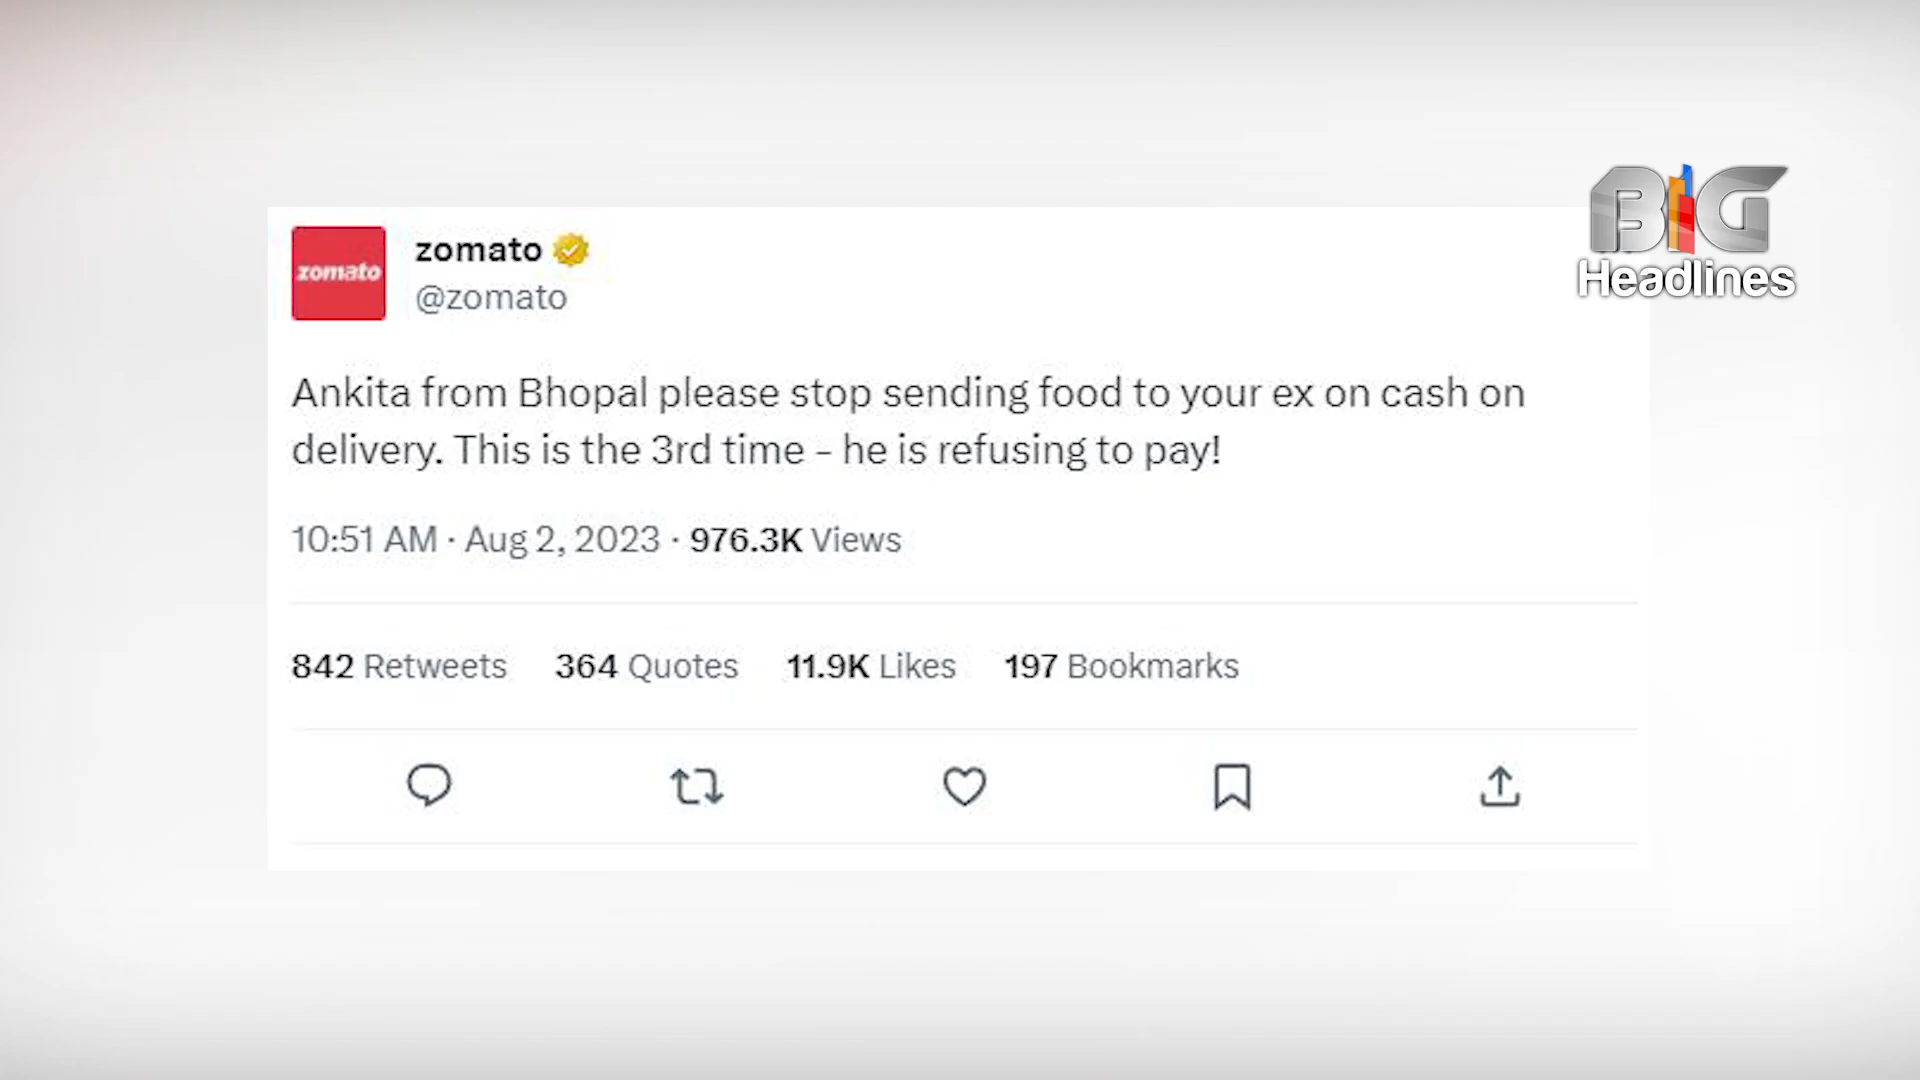 BIG
Headlines
zomato
zomato
@zomato
Ankita from Bhopal please stop sending food to your ex on cash on
delivery. This is the 3rd time – he is refusing to pay!
10:51 AM · Aug 2, 2023 · 976.3K Views
842 Retweets 364 Quotes 11.9K Likes 197 Bookmarks